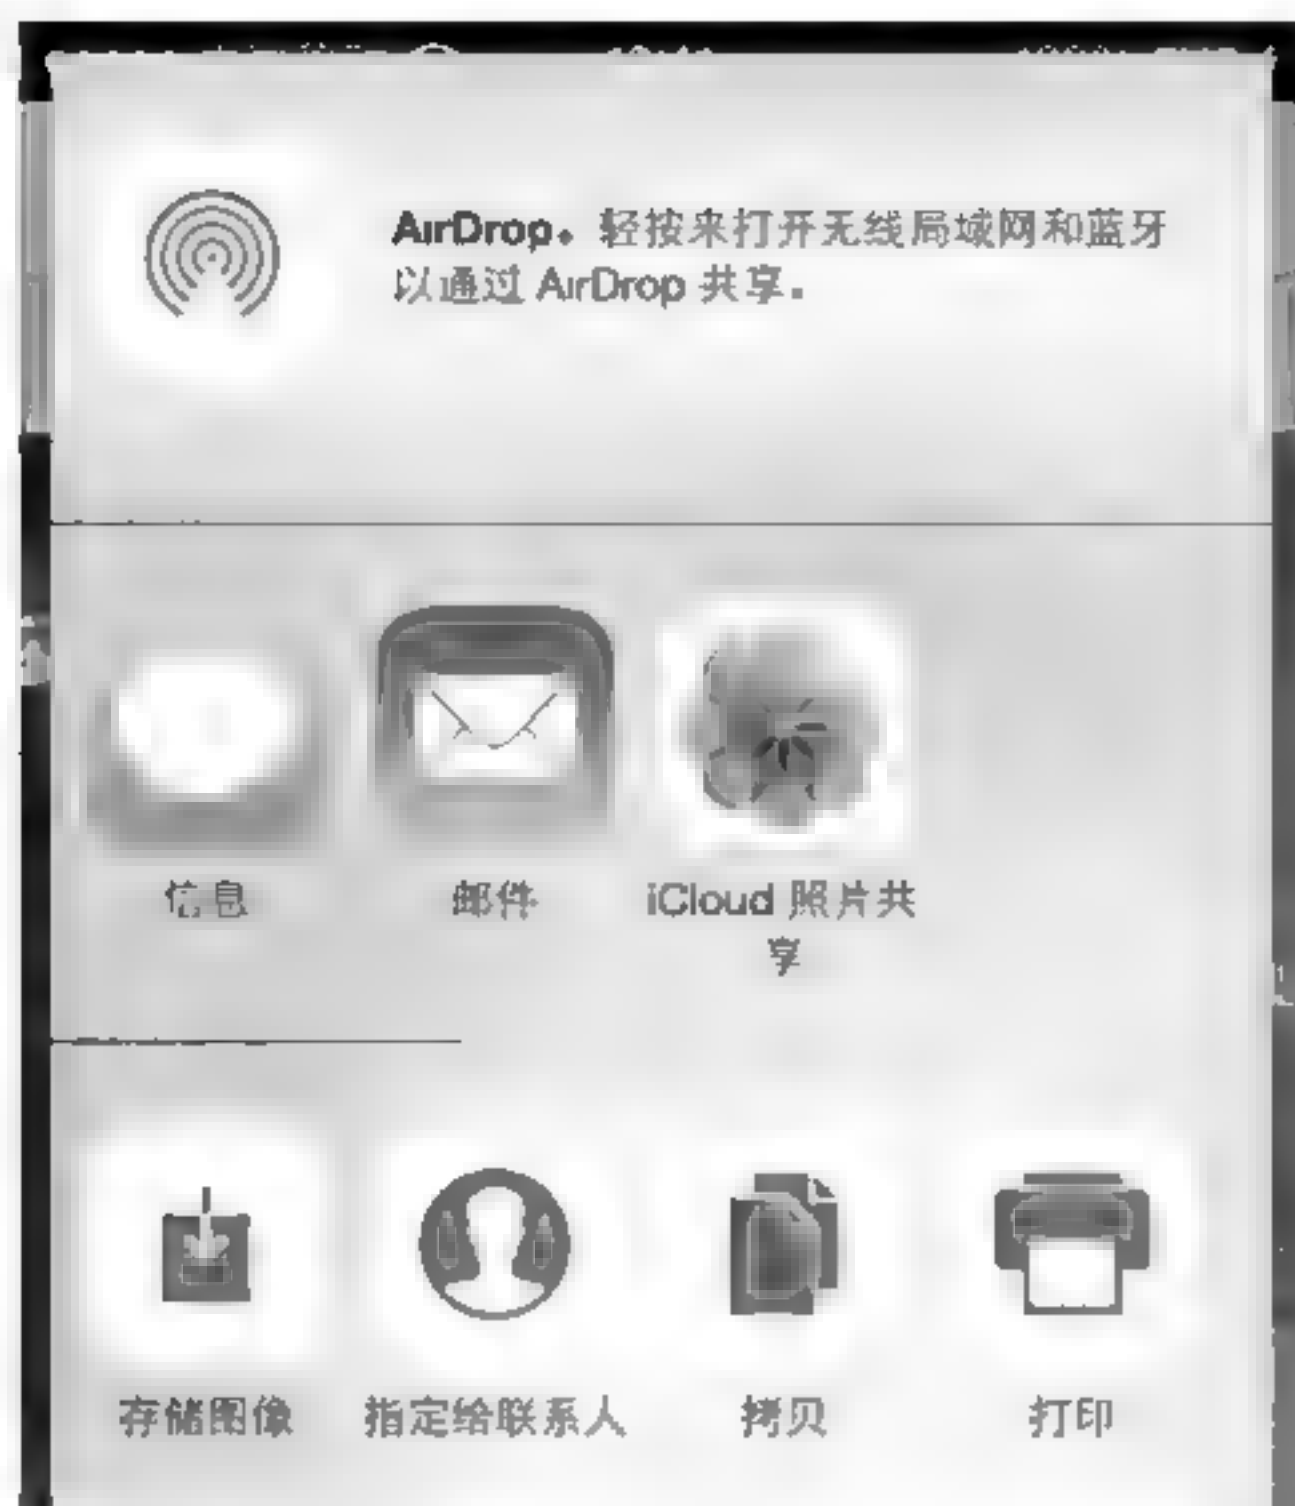 AirDrop。轻按来打开无线局域网和蓝牙
以通过 AirDrop 共享。
信息
邮件
iCloud 照片共
享
存储图像
指定给联系人
拷贝
打印